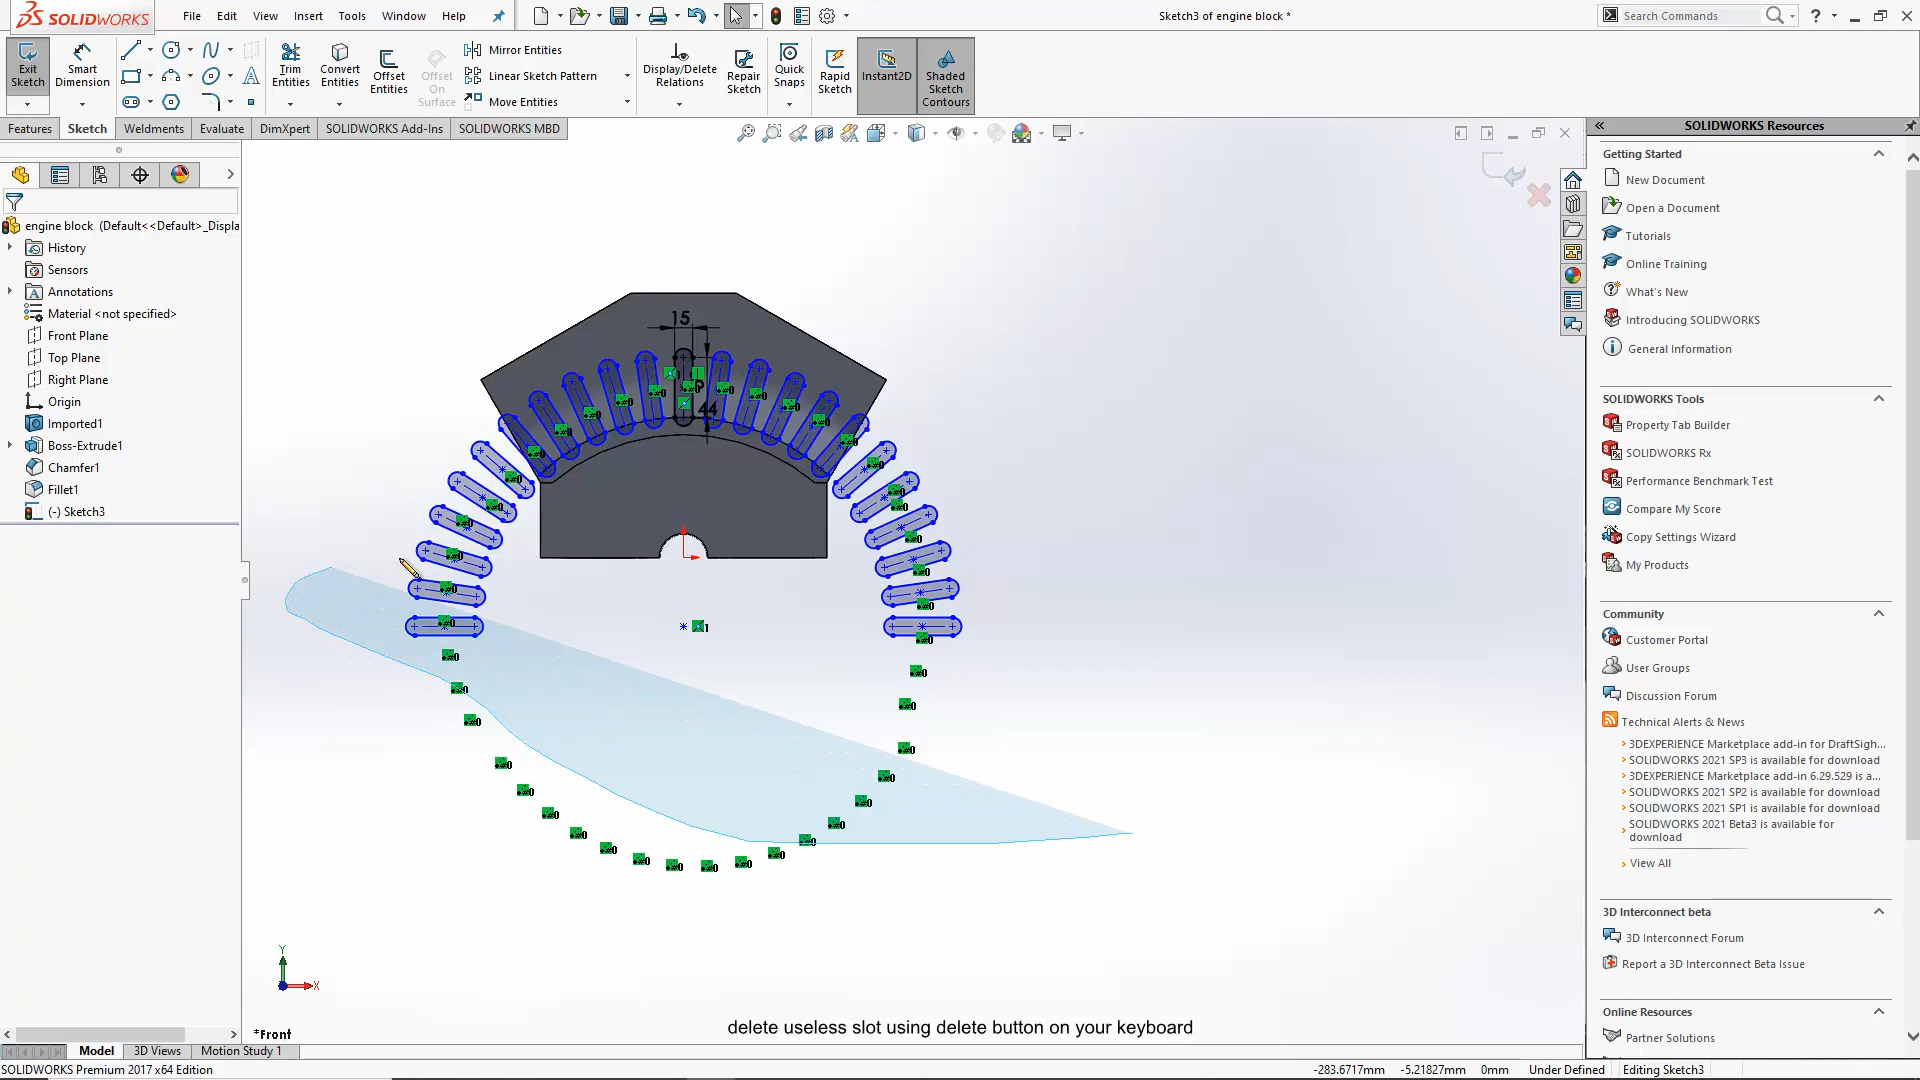 SOLIDWORKS
File Edit View Insert Tools Window Help
Sketch3 of engine block *
Search Commands
Exit Sketch
Smart Dimension
Trim Entities
Convert Entities
Offset Entities
Offset On Surface
Mirror Entities
Linear Sketch Pattern
Move Entities
Display/Delete Relations
Repair Sketch
Quick Snaps
Rapid Sketch
Instant2D
Shaded Sketch Contours
Features Sketch Weldments Evaluate DimXpert SOLIDWORKS Add-Ins SOLIDWORKS MBD
engine block (Default<<Default>_Displa
History
Sensors
Annotations
Material <not specified>
Front Plane
Top Plane
Right Plane
Origin
Imported1
Boss-Extrude1
Chamfer1
Fillet1
(-) Sketch3
15
44
1
Y
X
*Front
SOLIDWORKS Resources
Getting Started
New Document
Open a Document
Tutorials
Online Training
What's New
Introducing SOLIDWORKS
General Information
SOLIDWORKS Tools
Property Tab Builder
SOLIDWORKS Rx
Performance Benchmark Test
Compare My Score
Copy Settings Wizard
My Products
Community
Customer Portal
User Groups
Discussion Forum
Technical Alerts & News
3DEXPERIENCE Marketplace add-in for DraftSigh...
SOLIDWORKS 2021 SP3 is available for download
3DEXPERIENCE Marketplace add-in 6.29.529 is a...
SOLIDWORKS 2021 SP2 is available for download
SOLIDWORKS 2021 SP1 is available for download
SOLIDWORKS 2021 Beta3 is available for
download
View All
3D Interconnect beta
3D Interconnect Forum
Report a 3D Interconnect Beta Issue
Online Resources
Partner Solutions
delete useless slot using delete button on your keyboard
Model 3D Views Motion Study 1
SOLIDWORKS Premium 2017 x64 Edition
-283.6717mm -5.21827mm 0mm Under Defined Editing Sketch3